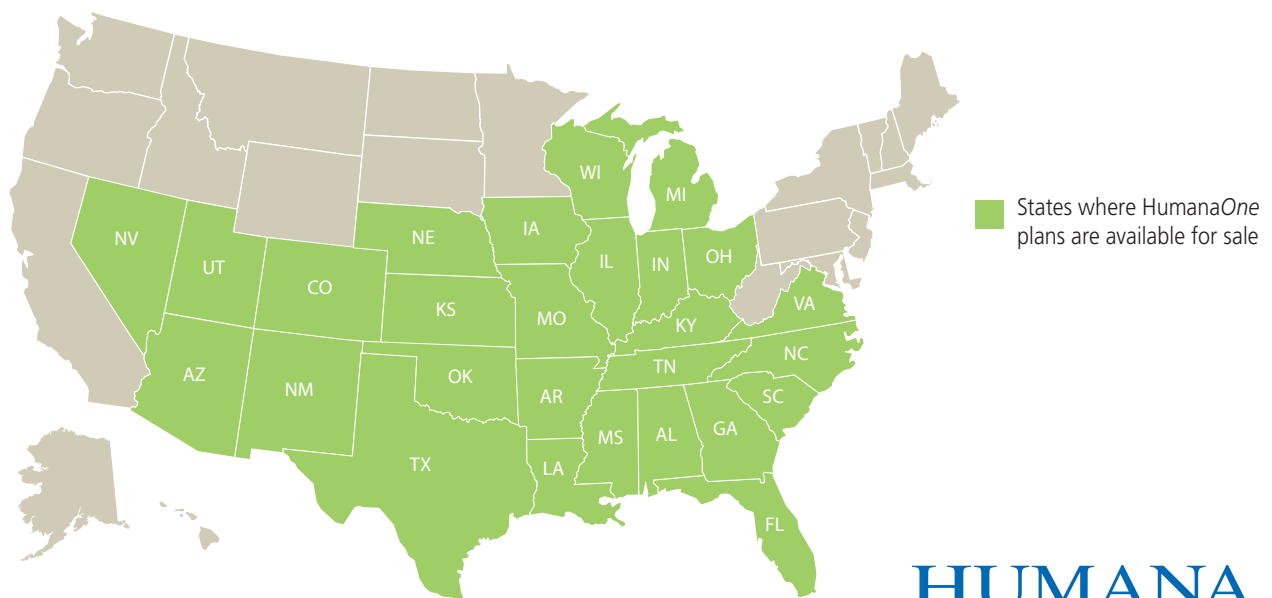 WI
MI
NV
NE
IA
UT
IL
IN
OH
CO
KS
MO
KY
VA
AZ
NM
OK
AR
TN
NC
SC
TX
LA
MS
AL
GA
FL
States where HumanaOne
plans are available for sale
HUMANA